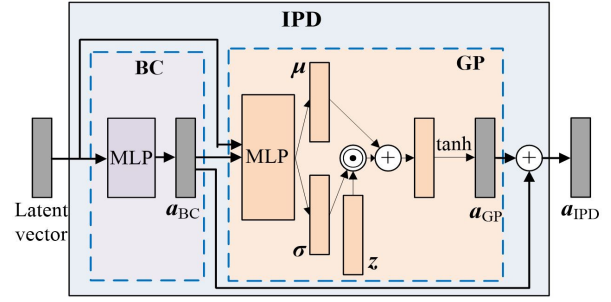 IPD
BC
GP
μ
MLP
MLP
tanh
Latent
vector
a_BC
σ
z
a_GP
a_IPD